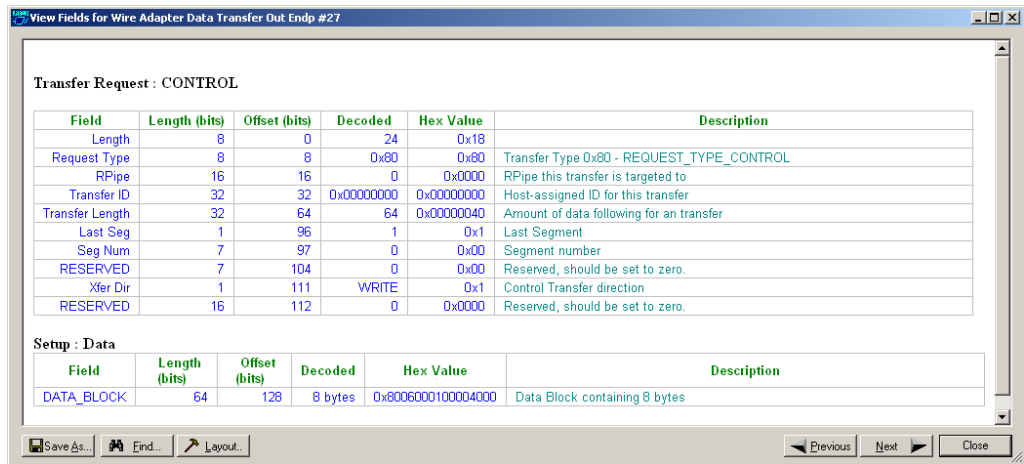 View Fields for Wire Adapter Data Transfer Out Endp #27
Transfer Request : CONTROL
Field Length (bits) Offset (bits) Decoded Hex Value Description
Length 8 0 24 0x18
Request Type 8 8 0x80 0x80 Transfer Type 0x80 - REQUEST_TYPE_CONTROL
RPipe 16 16 0 0x0000 RPipe this transfer is targeted to
Transfer ID 32 32 0x00000000 0x00000000 Host-assigned ID for this transfer
Transfer Length 32 64 64 0x00000040 Amount of data following for an transfer
Last Seg 1 96 1 0x1 Last Segment
Seg Num 7 97 0 0x00 Segment number
RESERVED 7 104 0 0x00 Reserved, should be set to zero.
Xfer Dir 1 111 WRITE 0x1 Control Transfer direction
RESERVED 16 112 0 0x0000 Reserved, should be set to zero.
Setup : Data
Field Length (bits) Offset (bits) Decoded Hex Value Description
DATA_BLOCK 64 128 8 bytes 0x8006000100004000 Data Block containing 8 bytes
Save As... Find... Layout.. Previous Next Close